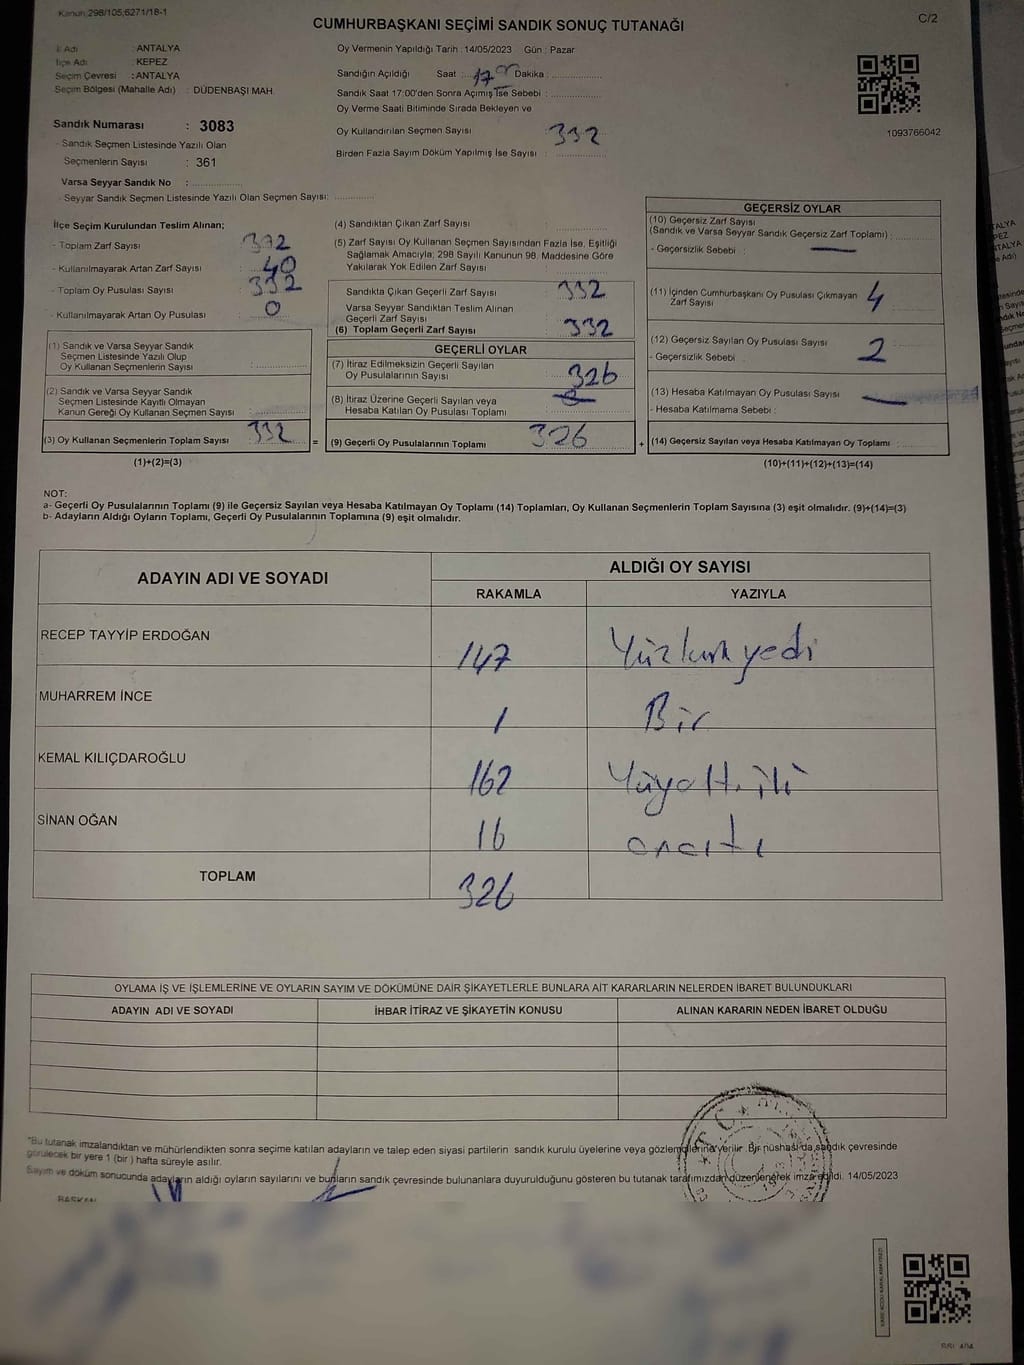 Kanun 298/105,6271/18-1
C/2
CUMHURBAŞKANI SEÇİMİ SANDIK SONUÇ TUTANAĞI
İl Adı : ANTALYA
İlçe Adı : KEPEZ
Seçim Çevresi : ANTALYA
Seçim Bölgesi (Mahalle Adı) : DÜDENBAŞI MAH.
Oy Vermenin Yapıldığı Tarih : 14/05/2023 Gün : Pazar
Sandığın Açıldığı Saat : 17 00 Dakika :
Sandık Saat 17:00'den Sonra Açılmış İse Sebebi :
Oy Verme Saati Bitiminde Sırada Bekleyen ve
Oy Kullandırılan Seçmen Sayısı 332
Birden Fazla Sayım Döküm Yapılmış İse Sayısı :
1093766042
Sandık Numarası : 3083
- Sandık Seçmen Listesinde Yazılı Olan
Seçmenlerin Sayısı : 361
Varsa Seyyar Sandık No :
- Seyyar Sandık Seçmen Listesinde Yazılı Olan Seçmen Sayısı:
İlçe Seçim Kurulundan Teslim Alınan;
- Toplam Zarf Sayısı 372
- Kullanılmayarak Artan Zarf Sayısı : 40
- Toplam Oy Pusulası Sayısı : 332
- Kullanılmayarak Artan Oy Pusulası : 0
(1) Sandık ve Varsa Seyyar Sandık
Seçmen Listesinde Yazılı Olup
Oy Kullanan Seçmenlerin Sayısı :
(2) Sandık ve Varsa Seyyar Sandık
Seçmen Listesinde Kayıtlı Olmayan
Kanun Gereği Oy Kullanan Seçmen Sayısı :
(3) Oy Kullanan Seçmenlerin Toplam Sayısı 332 =
(1)+(2)=(3)
(4) Sandıktan Çıkan Zarf Sayısı :
(5) Zarf Sayısı Oy Kullanan Seçmen Sayısından Fazla İse, Eşitliği
Sağlamak Amacıyla; 298 Sayılı Kanunun 98. Maddesine Göre
Yakılarak Yok Edilen Zarf Sayısı :
Sandıkta Çıkan Geçerli Zarf Sayısı : 332
Varsa Seyyar Sandıktan Teslim Alınan
Geçerli Zarf Sayısı :
(6) Toplam Geçerli Zarf Sayısı : 332
GEÇERLİ OYLAR
(7) İtiraz Edilmeksizin Geçerli Sayılan
Oy Pusulalarının Sayısı : 326
(8) İtiraz Üzerine Geçerli Sayılan veya
Hesaba Katılan Oy Pusulası Toplamı :
(9) Geçerli Oy Pusulalarının Toplamı : 326 +
GEÇERSİZ OYLAR
(10) Geçersiz Zarf Sayısı
(Sandık ve Varsa Seyyar Sandık Geçersiz Zarf Toplamı) :
- Geçersizlik Sebebi :
(11) İçinden Cumhurbaşkanı Oy Pusulası Çıkmayan
Zarf Sayısı : 4
(12) Geçersiz Sayılan Oy Pusulası Sayısı :
- Geçersizlik Sebebi : 2
(13) Hesaba Katılmayan Oy Pusulası Sayısı :
- Hesaba Katılmama Sebebi :
(14) Geçersiz Sayılan veya Hesaba Katılmayan Oy Toplamı :
(10)+(11)+(12)+(13)=(14)
NOT:
a- Geçerli Oy Pusulalarının Toplamı (9) ile Geçersiz Sayılan veya Hesaba Katılmayan Oy Toplamı (14) Toplamları, Oy Kullanan Seçmenlerin Toplam Sayısına (3) eşit olmalıdır. (9)+(14)=(3)
b- Adayların Aldığı Oyların Toplamı, Geçerli Oy Pusulalarının Toplamına (9) eşit olmalıdır.
ADAYIN ADI VE SOYADI
ALDIĞI OY SAYISI
RAKAMLA YAZIYLA
RECEP TAYYİP ERDOĞAN 147 Yüzkırkyedi
MUHARREM İNCE 1 Bir
KEMAL KILIÇDAROĞLU 162
SİNAN OĞAN 16 onaltı
TOPLAM 326
OYLAMA İŞ VE İŞLEMLERİNE VE OYLARIN SAYIM VE DÖKÜMÜNE DAİR ŞİKAYETLERLE BUNLARA AİT KARARLARIN NELERDEN İBARET BULUNDUKLARI
ADAYIN ADI VE SOYADI İHBAR İTİRAZ VE ŞİKAYETİN KONUSU ALINAN KARARIN NEDEN İBARET OLDUĞU
*Bu tutanak imzalandıktan ve mühürlendikten sonra seçime katılan adayların ve talep eden siyasi partilerin sandık kurulu üyelerine veya gözlemcilerine verilir. Bir nüshası da sandık çevresinde
görülecek bir yere 1 (bir ) hafta süreyle asılır.
Sayım ve döküm sonucunda adayların aldığı oyların sayılarını ve bunların sandık çevresinde bulunanlara duyurulduğunu gösteren bu tutanak tarafımızdan düzenlenerek imza edildi. 14/05/2023
BAŞKAN